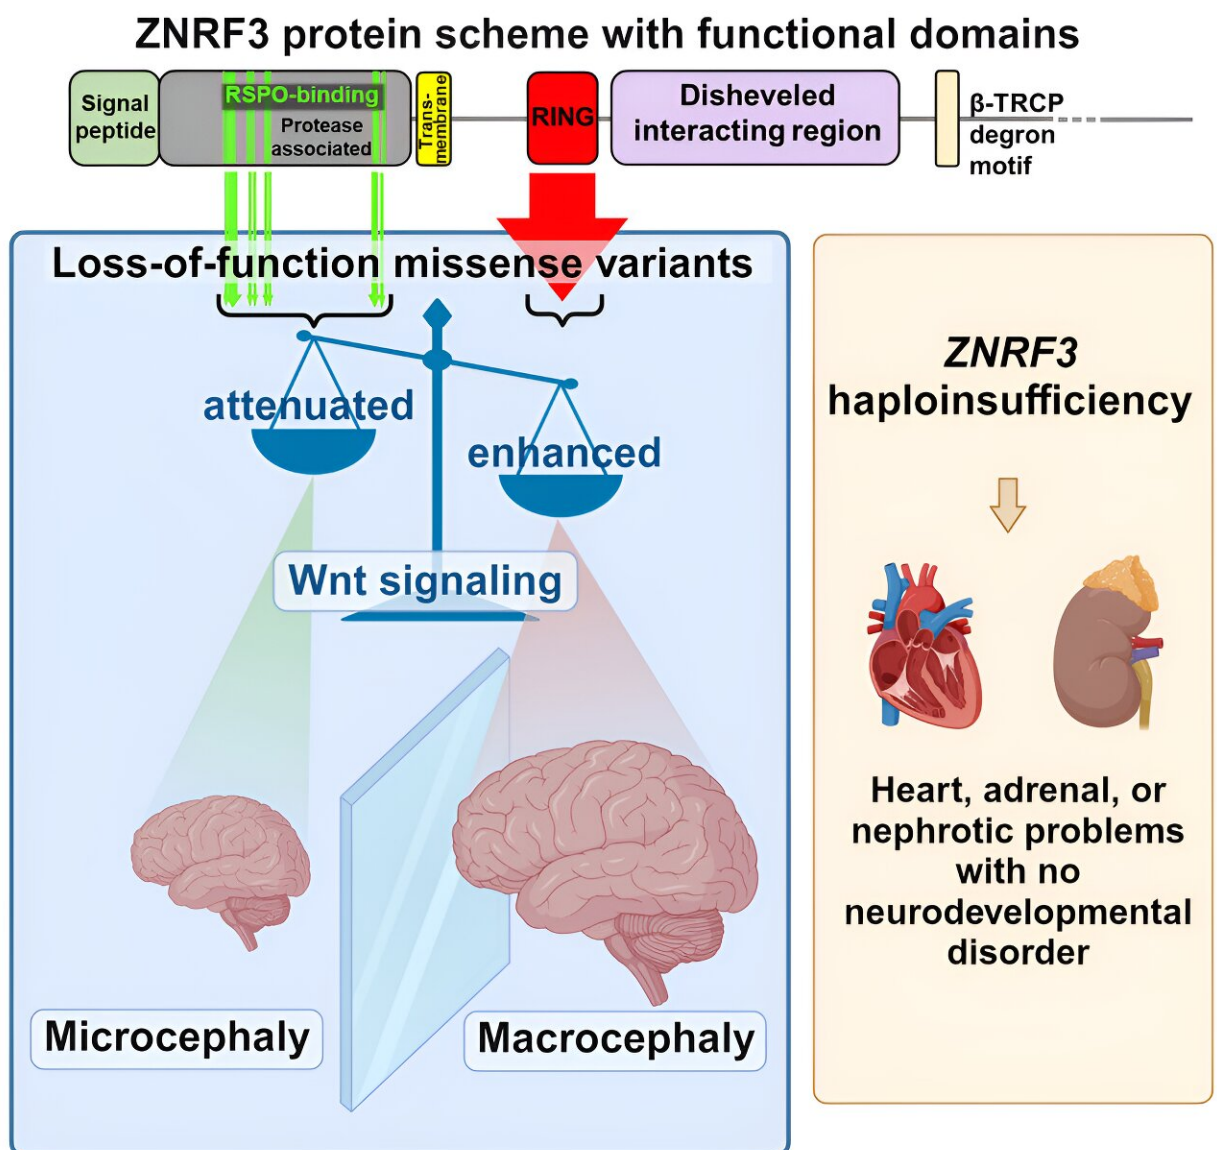 ZNRF3 protein scheme with functional domains
Signal
peptide
RSPO-binding
Protease
associated
Trans-
membrane
RING
Disheveled
interacting region
β-TRCP
degron
motif
Loss-of-function missense variants
attenuated
enhanced
Wnt signaling
Microcephaly
Macrocephaly
ZNRF3
haploinsufficiency
Heart, adrenal, or
nephrotic problems
with no
neurodevelopmental
disorder